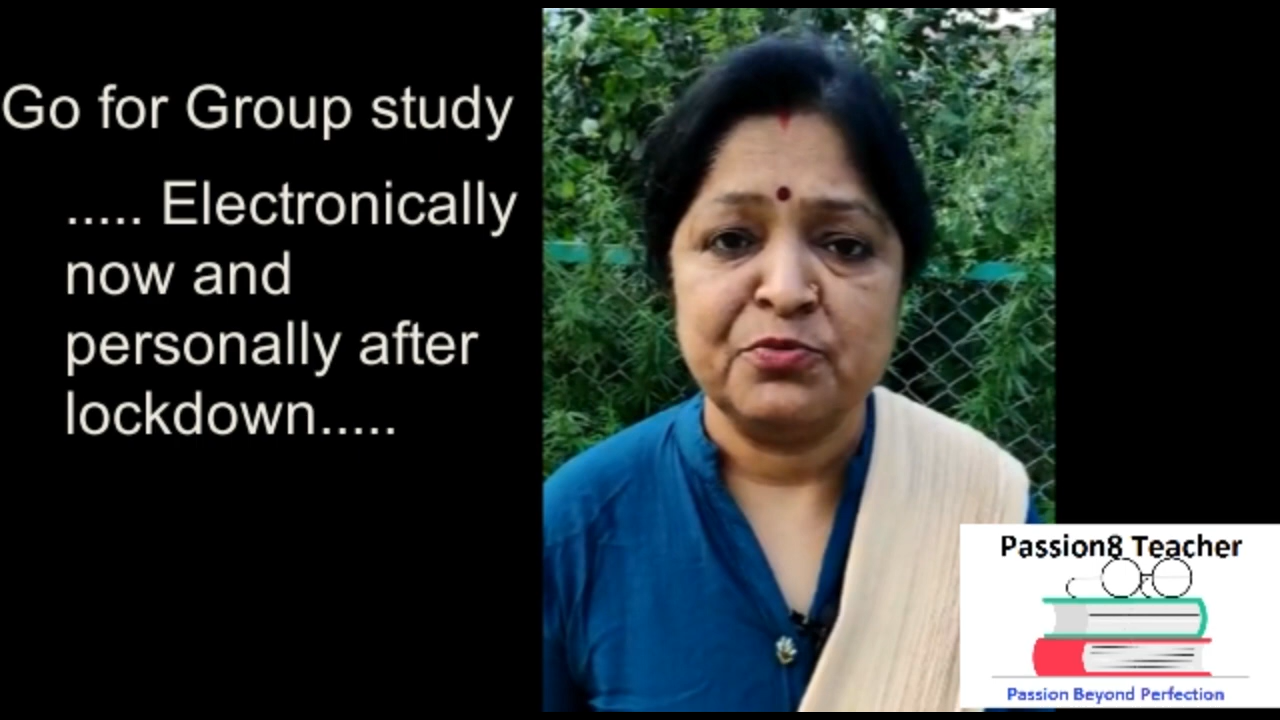 Go for Group study
..... Electronically
now and
personally after
lockdown.....
Passion8 Teacher
Passion Beyond Perfection